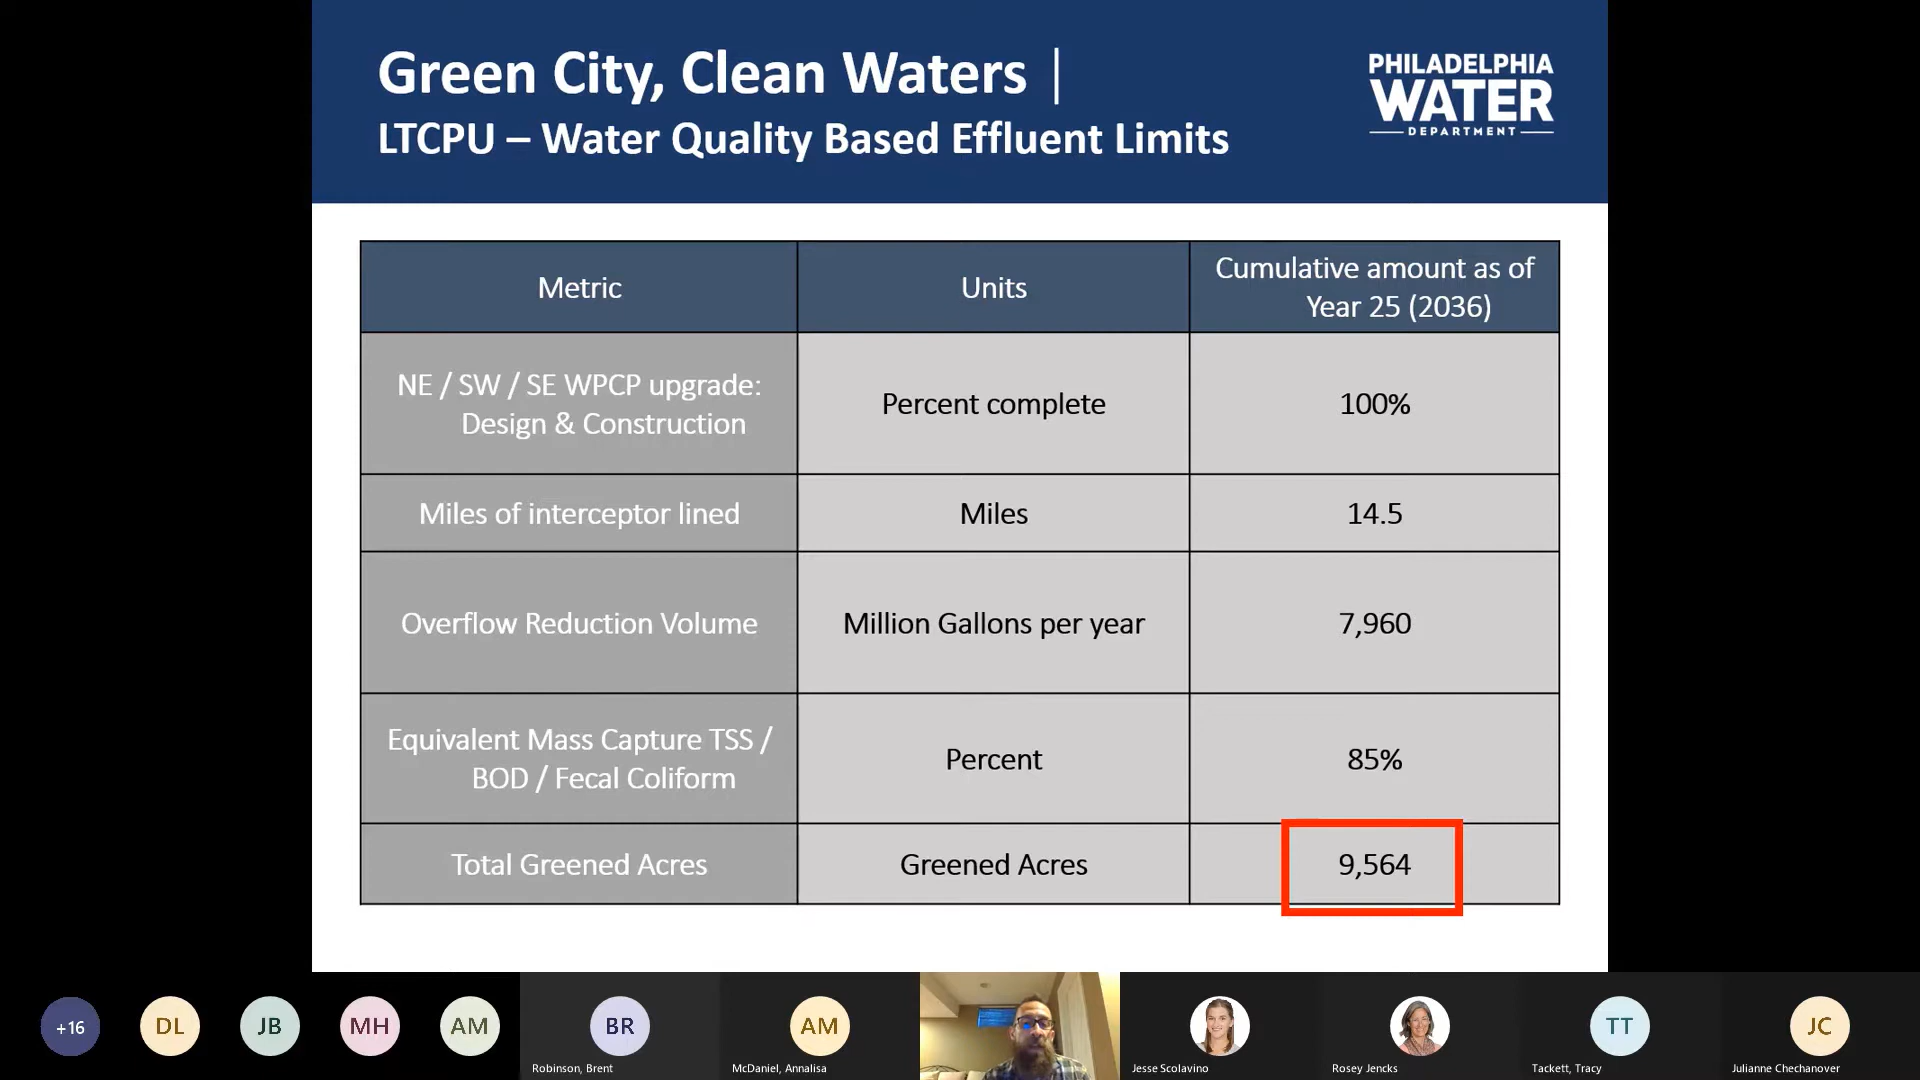 Green City, Clean Waters |
LTCPU – Water Quality Based Effluent Limits
PHILADELPHIA
WATER
DEPARTMENT
Metric
Units
Cumulative amount as of
Year 25 (2036)
NE / SW / SE WPCP upgrade:
Design & Construction
Percent complete
100%
Miles of interceptor lined
Miles
14.5
Overflow Reduction Volume
Million Gallons per year
7,960
Equivalent Mass Capture TSS /
BOD / Fecal Coliform
Percent
85%
Total Greened Acres
Greened Acres
9,564
+16
DL
JB
MH
AM
BR
Robinson, Brent
AM
McDaniel, Annalisa
Jesse Scolavino
Rosey Jencks
TT
Tackett, Tracy
JC
Julianne Chechanover